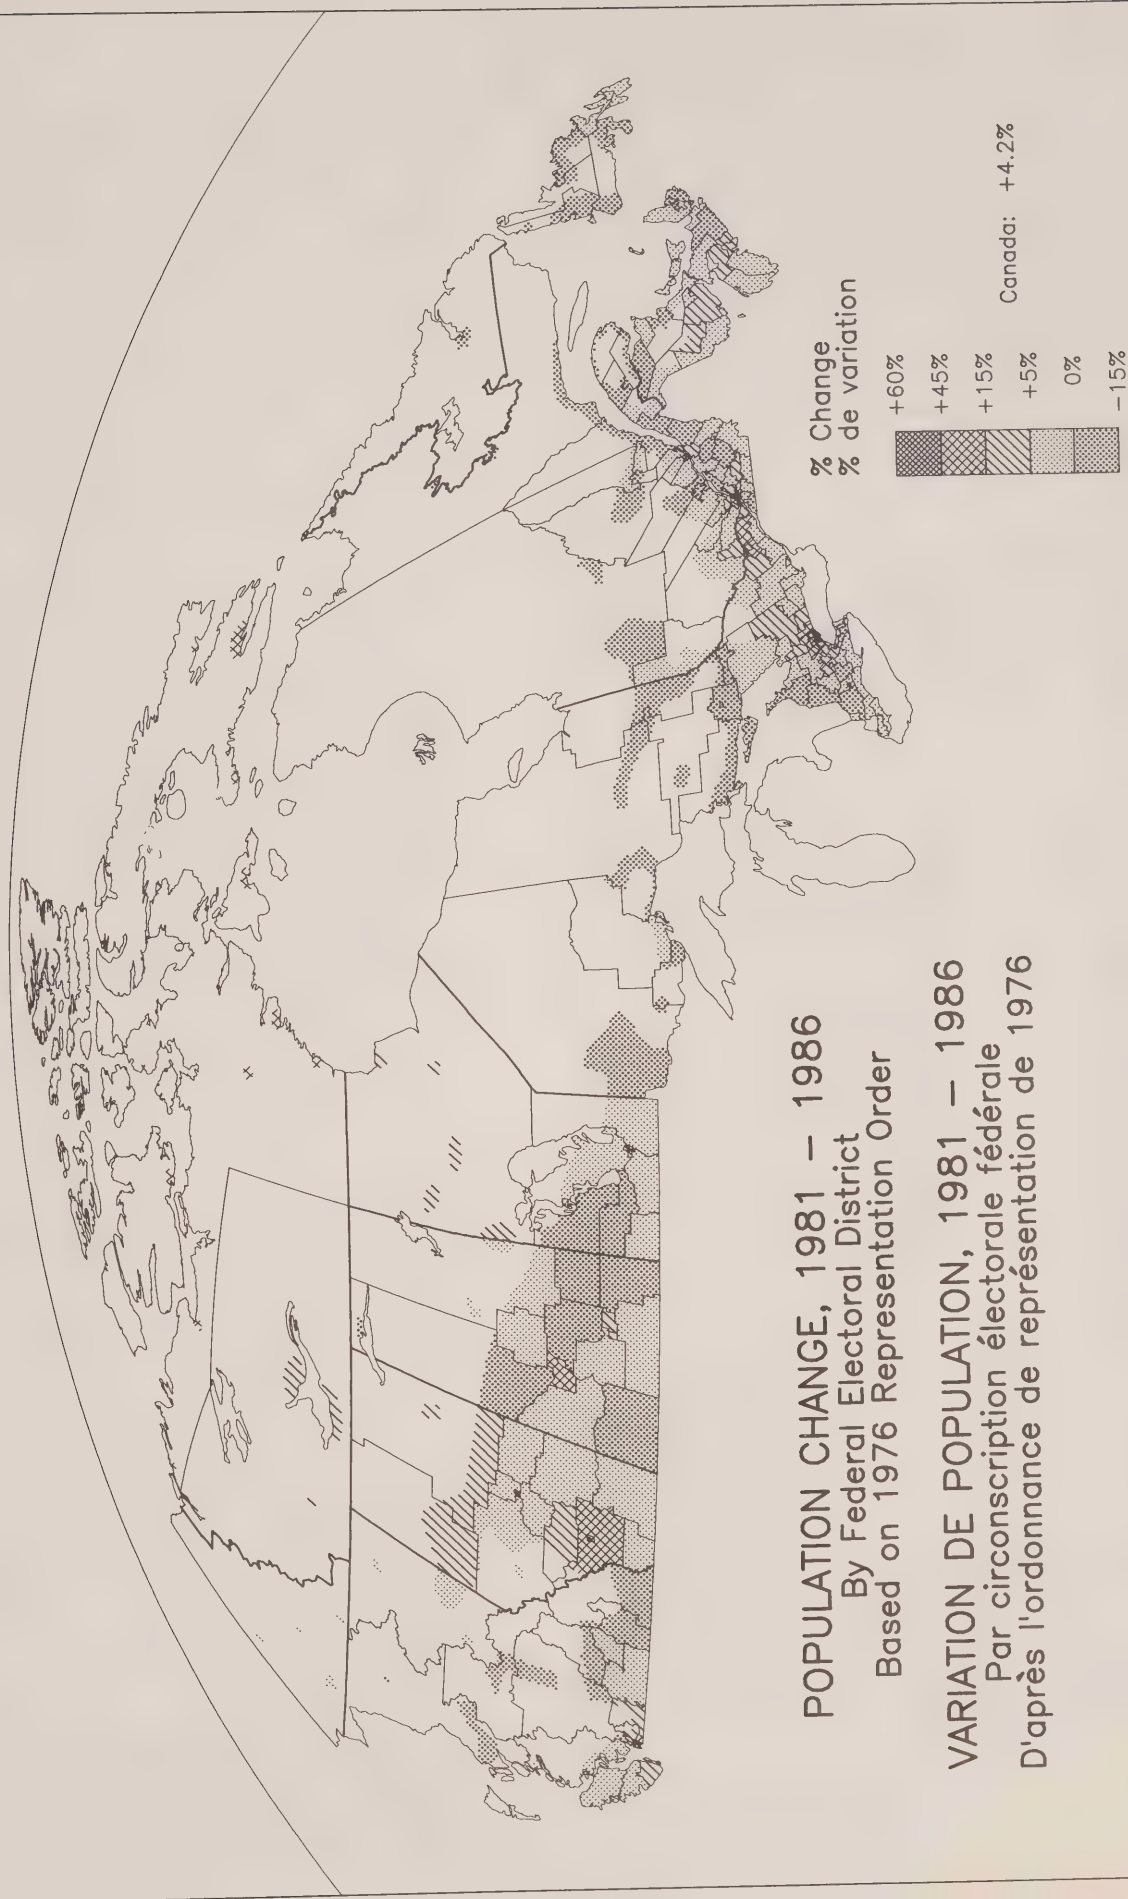 POPULATION CHANGE, 1981 – 1986
By Federal Electoral District
Based on 1976 Representation Order
VARIATION DE POPULATION, 1981 – 1986
Par circonscription électorale fédérale
D'après l'ordonnance de représentation de 1976
% Change
% de variation
+60%
+45%
+15%
+5%
0%
-15%
Canada: +4.2%